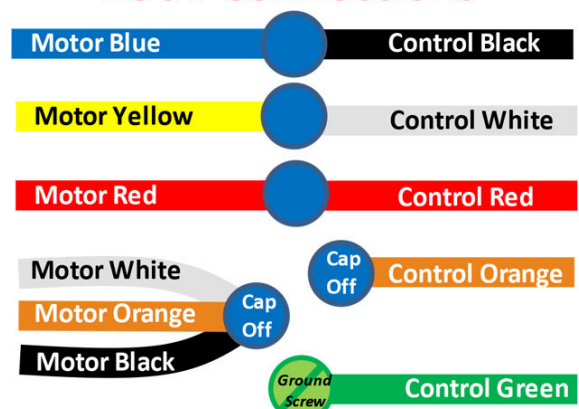 Motor Blue Control Black
Motor Yellow Control White
Motor Red Control Red
Motor White
Cap Off
Control Orange
Motor Orange
Cap Off
Motor Black
Ground Screw
Control Green